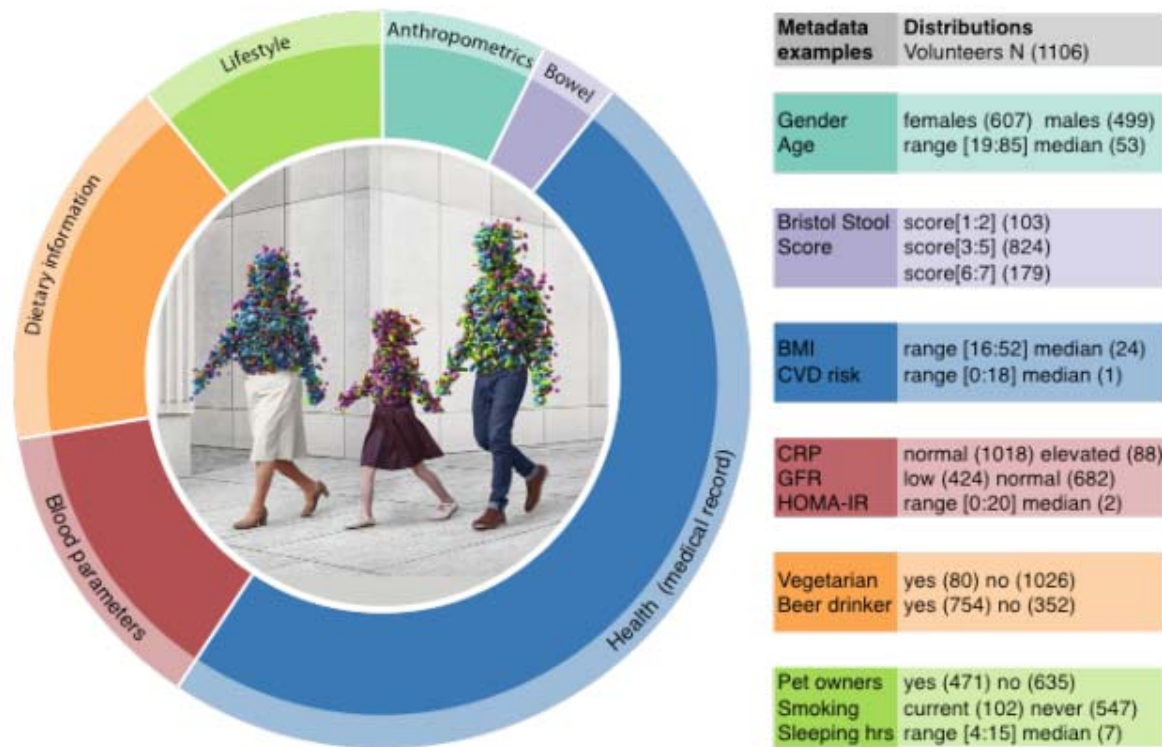 Lifestyle
Anthropometrics
Bowel
Dietary information
Blood parameters
Health (medical record)
Metadata examples Distributions
Volunteers N (1106)
Gender females (607) males (499)
Age range [19:85] median (53)
Bristol Stool score[1:2] (103)
Score score[3:5] (824)
score[6:7] (179)
BMI range [16:52] median (24)
CVD risk range [0:18] median (1)
CRP normal (1018) elevated (88)
GFR low (424) normal (682)
HOMA-IR range [0:20] median (2)
Vegetarian yes (80) no (1026)
Beer drinker yes (754) no (352)
Pet owners yes (471) no (635)
Smoking current (102) never (547)
Sleeping hrs range [4:15] median (7)